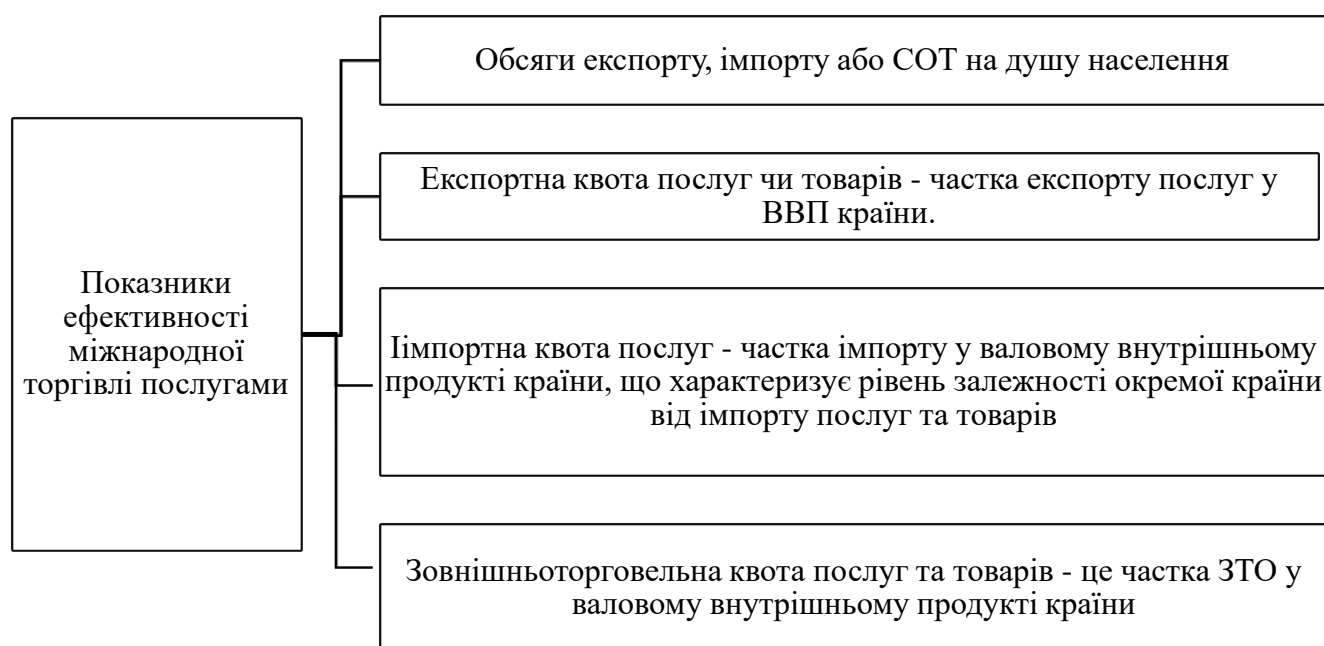 Обсяги експорту, імпорту або СОТ на душу населення
Експортна квота послуг чи товарів - частка експорту послуг у
ВВП країни.
Показники
ефективності
міжнародної
торгівлі послугами
Іімпортна квота послуг - частка імпорту у валовому внутрішньому
продукті країни, що характеризує рівень залежності окремої країни
від імпорту послуг та товарів
Зовнішньоторговельна квота послуг та товарів - це частка ЗТО у
валовому внутрішньому продукті країни